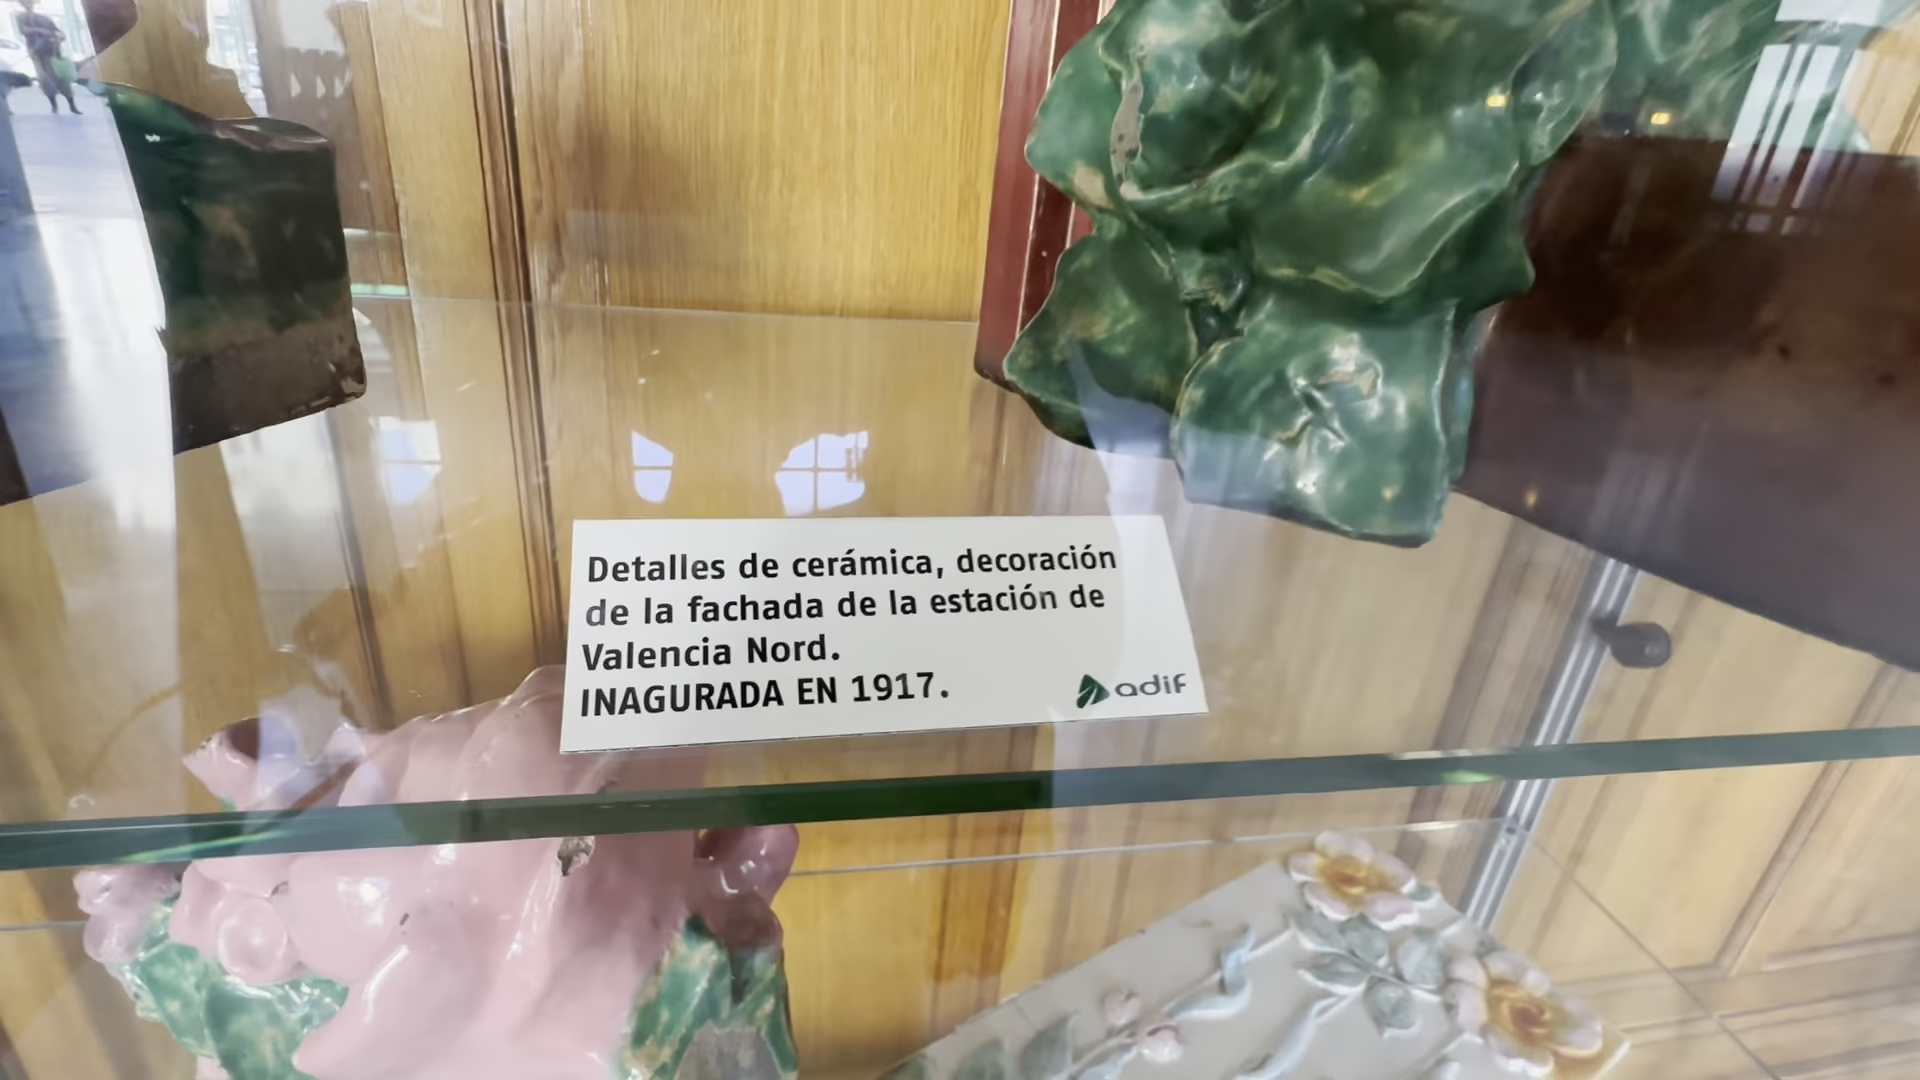 Detalles de cerámica, decoración
de la fachada de la estación de
Valencia Nord.
INAGURADA EN 1917.
adif